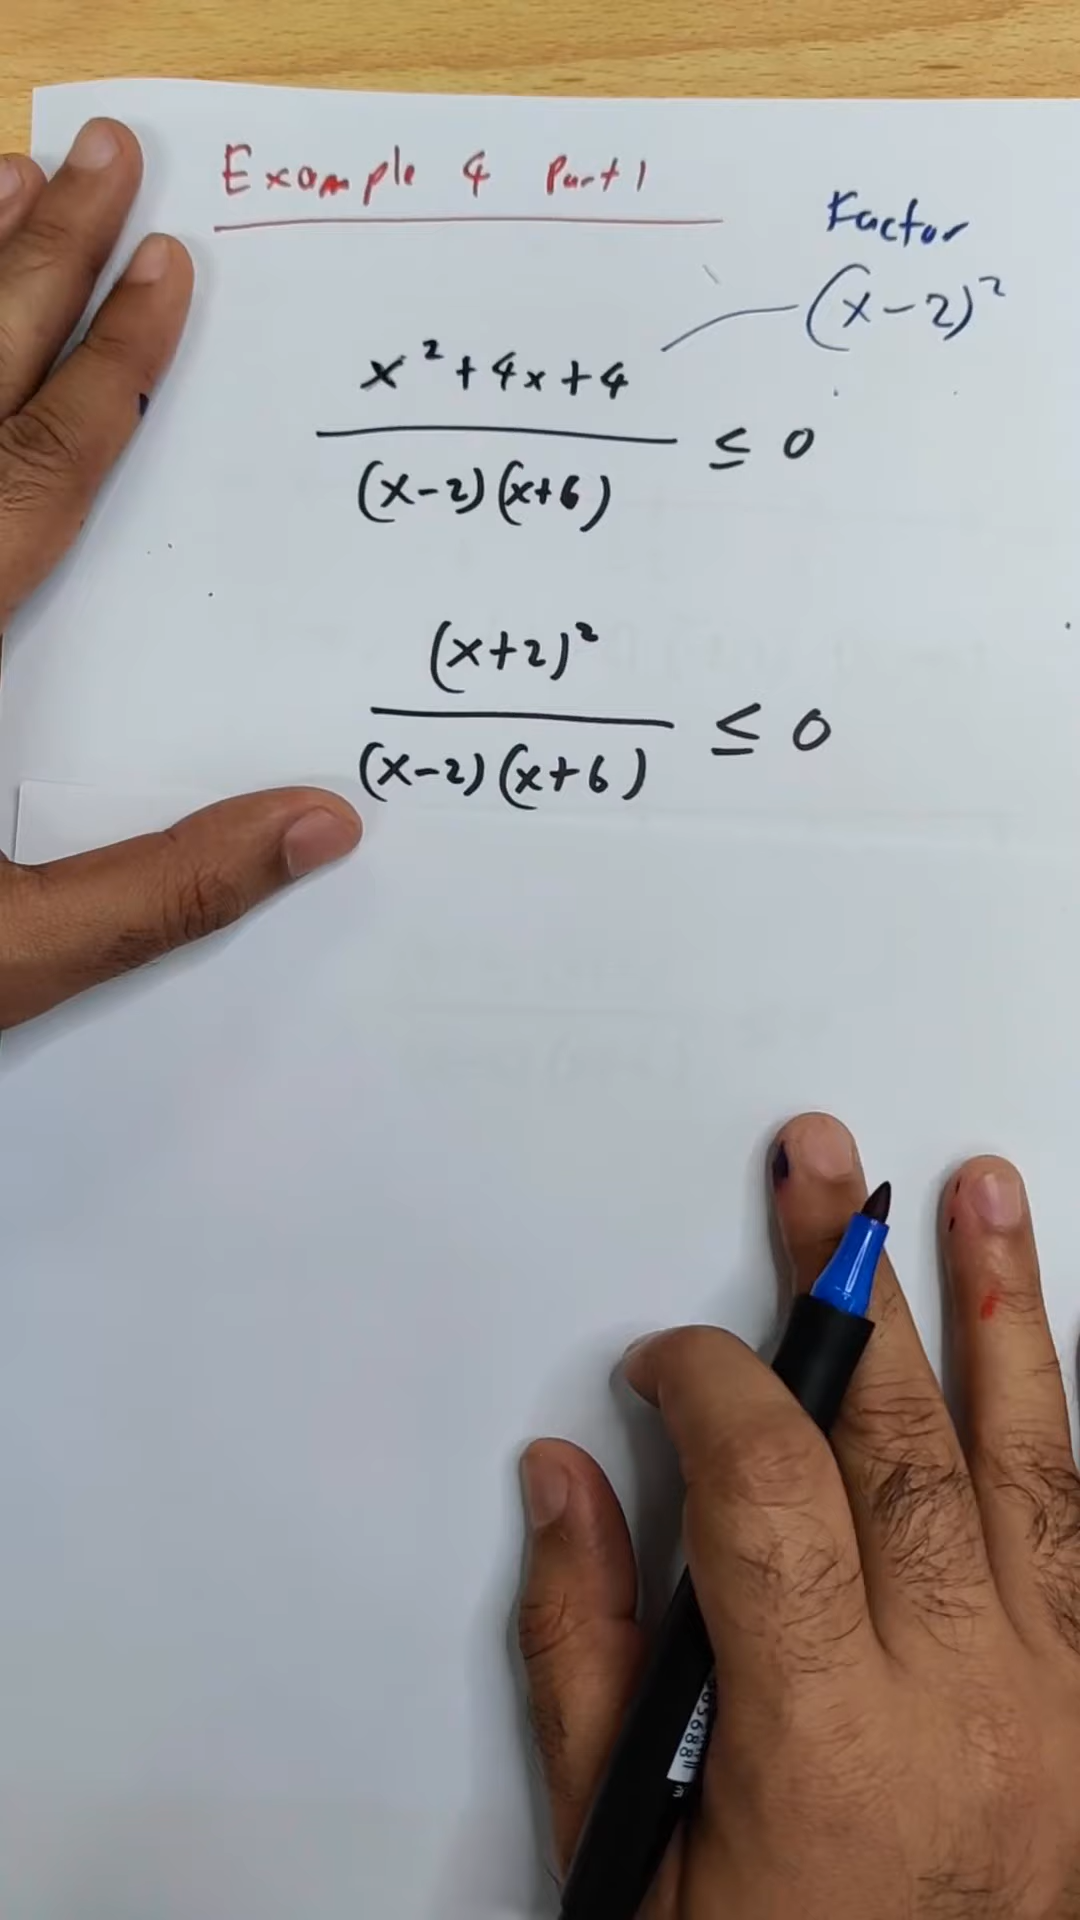 Example 4 Part 1
Factor
(x-2)²
x² + 4x + 4
(x-2)(x+6)
≤ 0
(x+2)²
(x-2)(x+6)
≤ 0